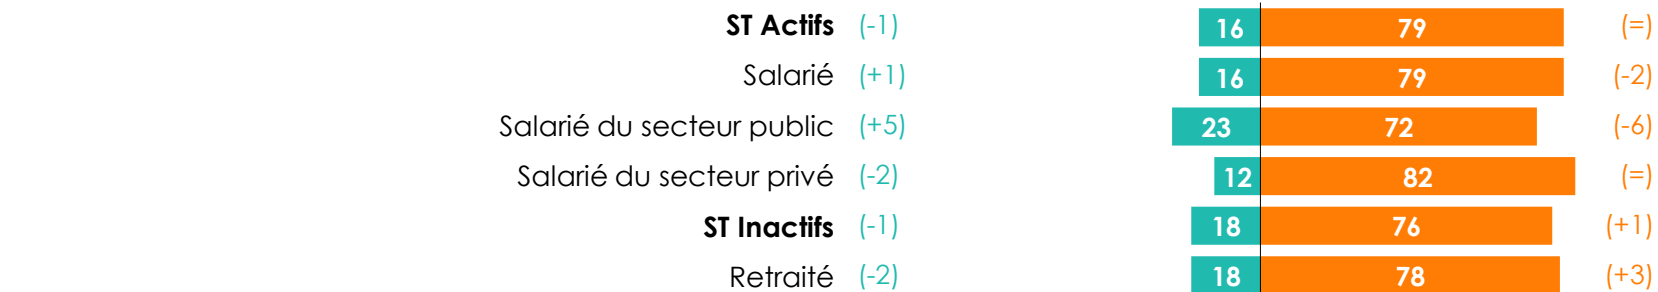 ST Actifs (-1) 16 79 (=)
Salarié (+1) 16 79 (-2)
Salarié du secteur public (+5) 23 72 (-6)
Salarié du secteur privé (-2) 12 82 (=)
ST Inactifs (-1) 18 76 (+1)
Retraité (-2) 18 78 (+3)